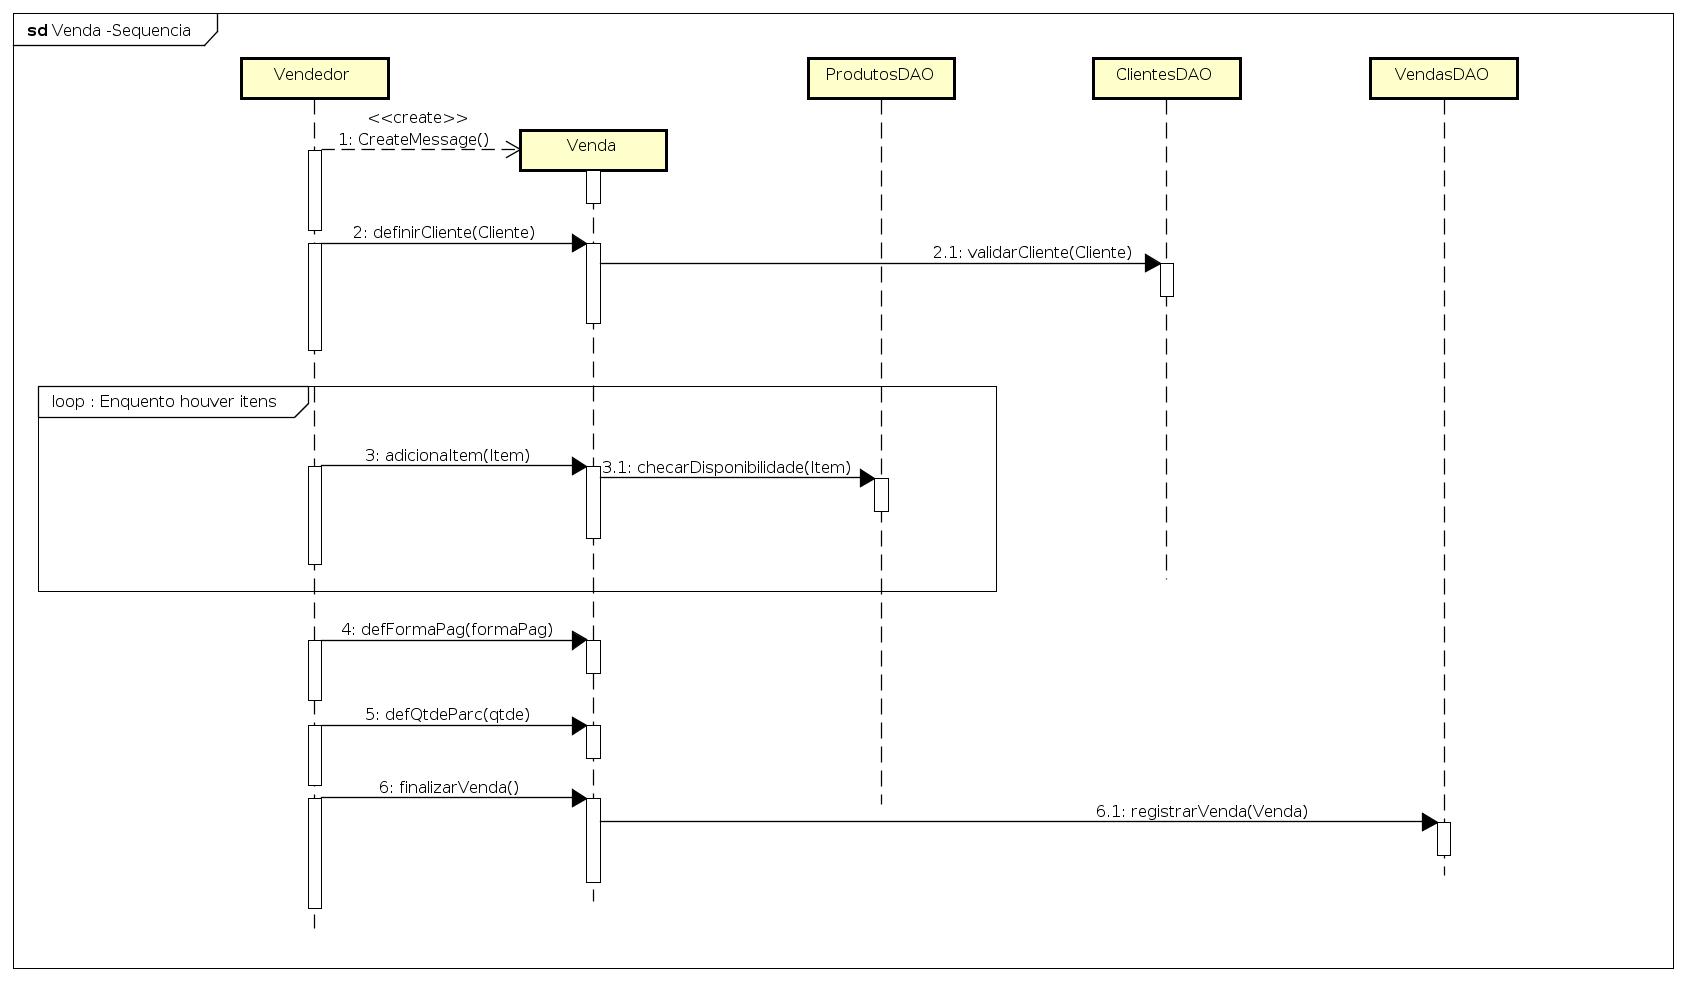 sd Venda -Sequencia
Vendedor
ProdutosDAO
ClientesDAO
VendasDAO
<<create>>
1: CreateMessage()
Venda
2: definirCliente(Cliente)
2.1: validarCliente(Cliente)
loop : Enquento houver itens
3: adicionaItem(Item)
3.1: checarDisponibilidade(Item)
4: defFormaPag(formaPag)
5: defQtdeParc(qtde)
6: finalizarVenda()
6.1: registrarVenda(Venda)